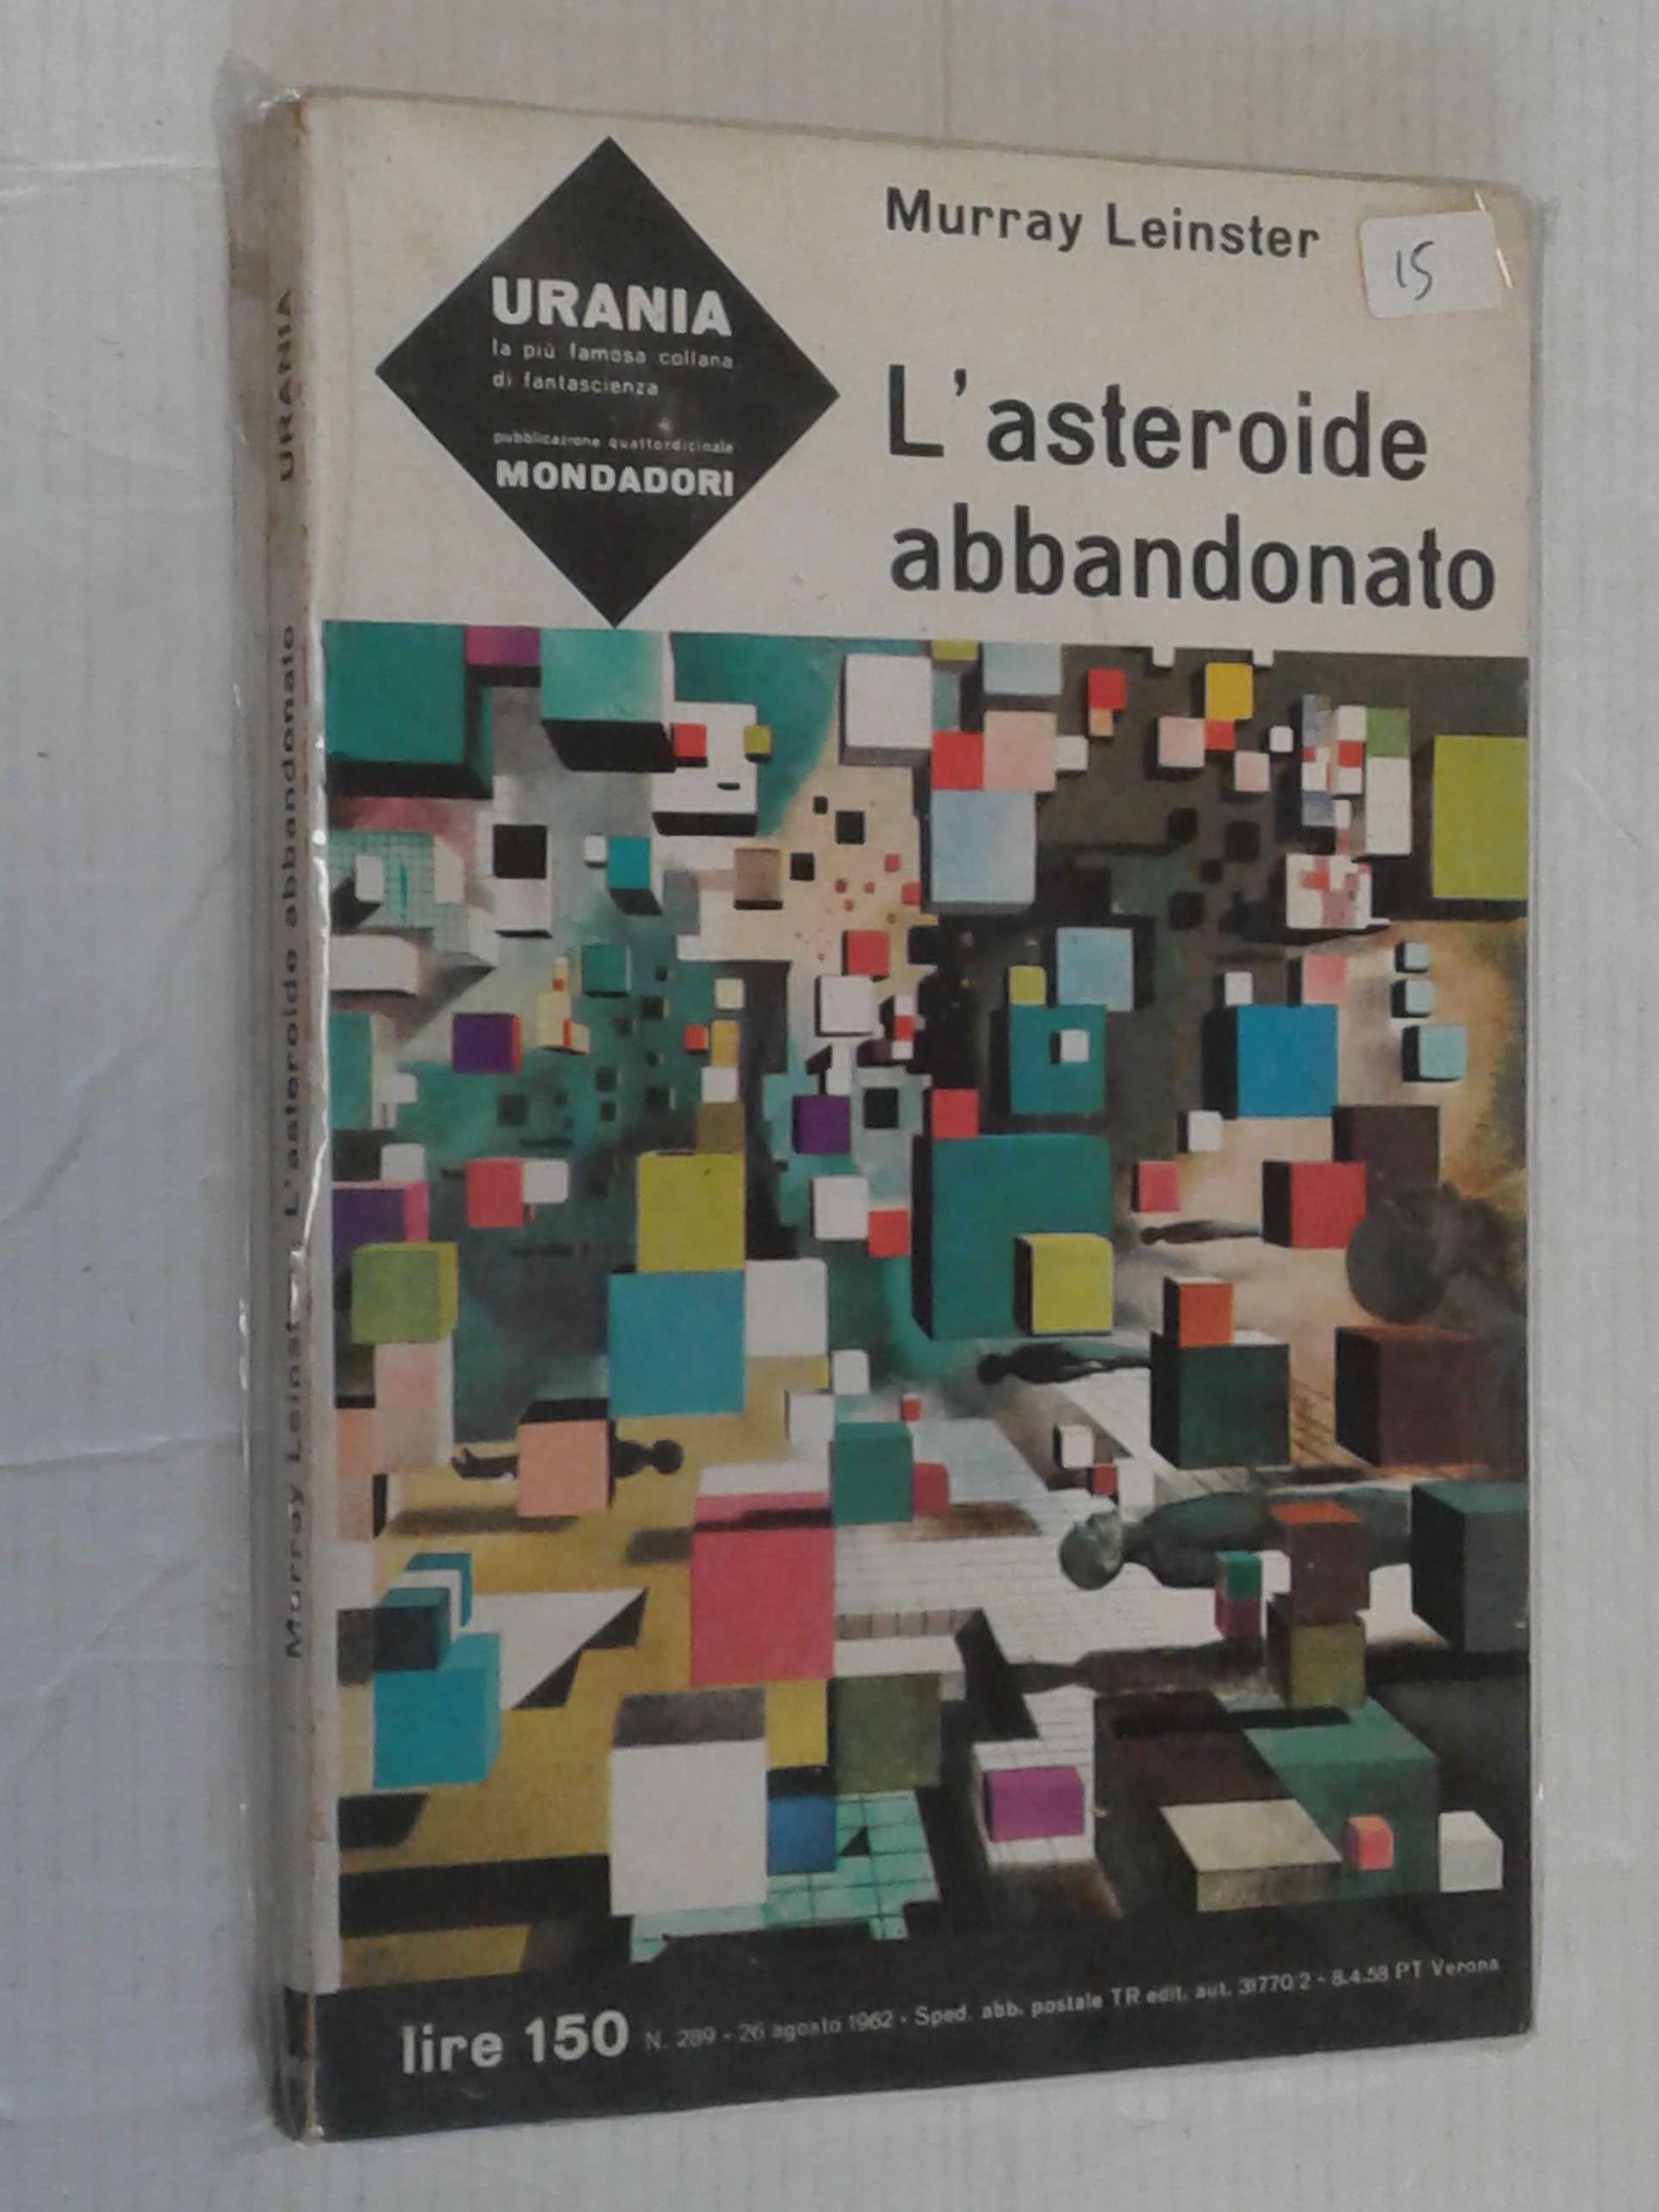 Murray Leinster
15
URANIA
la più famosa collana
di fantascienza
pubblicazione quattordicinale
MONDADORI
L'asteroide
abbandonato
lire 150 N. 289 - 26 agosto 1962 - Sped. abb. postale TR edit. aut. 31770/2 - 8.4.58 PT Verona
Murray Leinster L'asteroide abbandonato URANIA